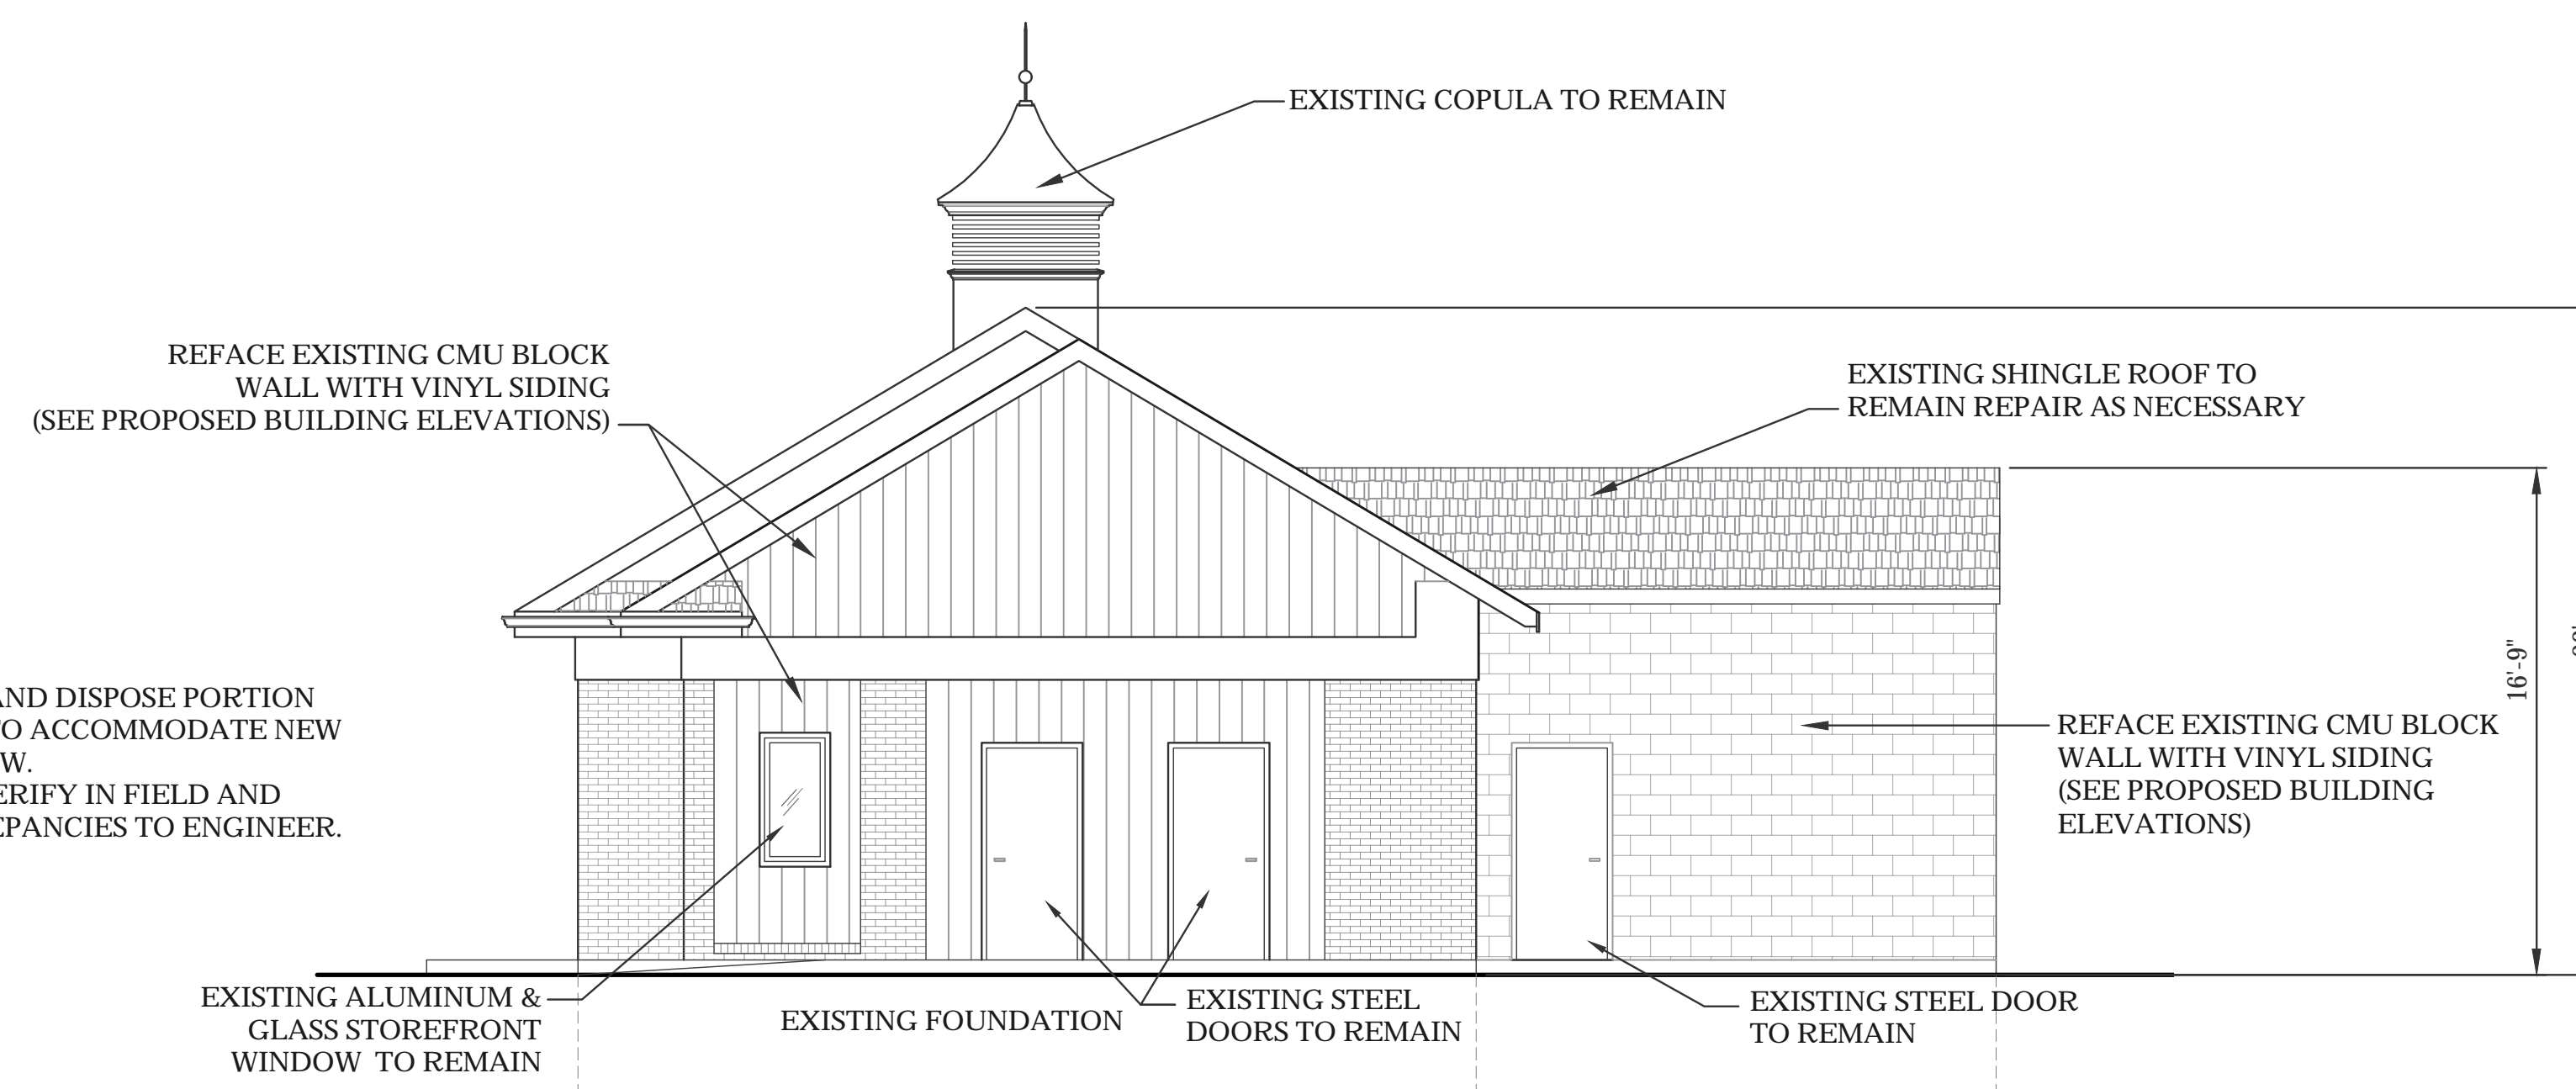 EXISTING COPULA TO REMAIN
REFACE EXISTING CMU BLOCK
WALL WITH VINYL SIDING
(SEE PROPOSED BUILDING ELEVATIONS)
EXISTING SHINGLE ROOF TO
REMAIN REPAIR AS NECESSARY
AND DISPOSE PORTION
TO ACCOMMODATE NEW
W.
ERIFY IN FIELD AND
EPANCIES TO ENGINEER.
16'-9"
REFACE EXISTING CMU BLOCK
WALL WITH VINYL SIDING
(SEE PROPOSED BUILDING
ELEVATIONS)
EXISTING ALUMINUM &
GLASS STOREFRONT
WINDOW TO REMAIN
EXISTING FOUNDATION
EXISTING STEEL
DOORS TO REMAIN
EXISTING STEEL DOOR
TO REMAIN